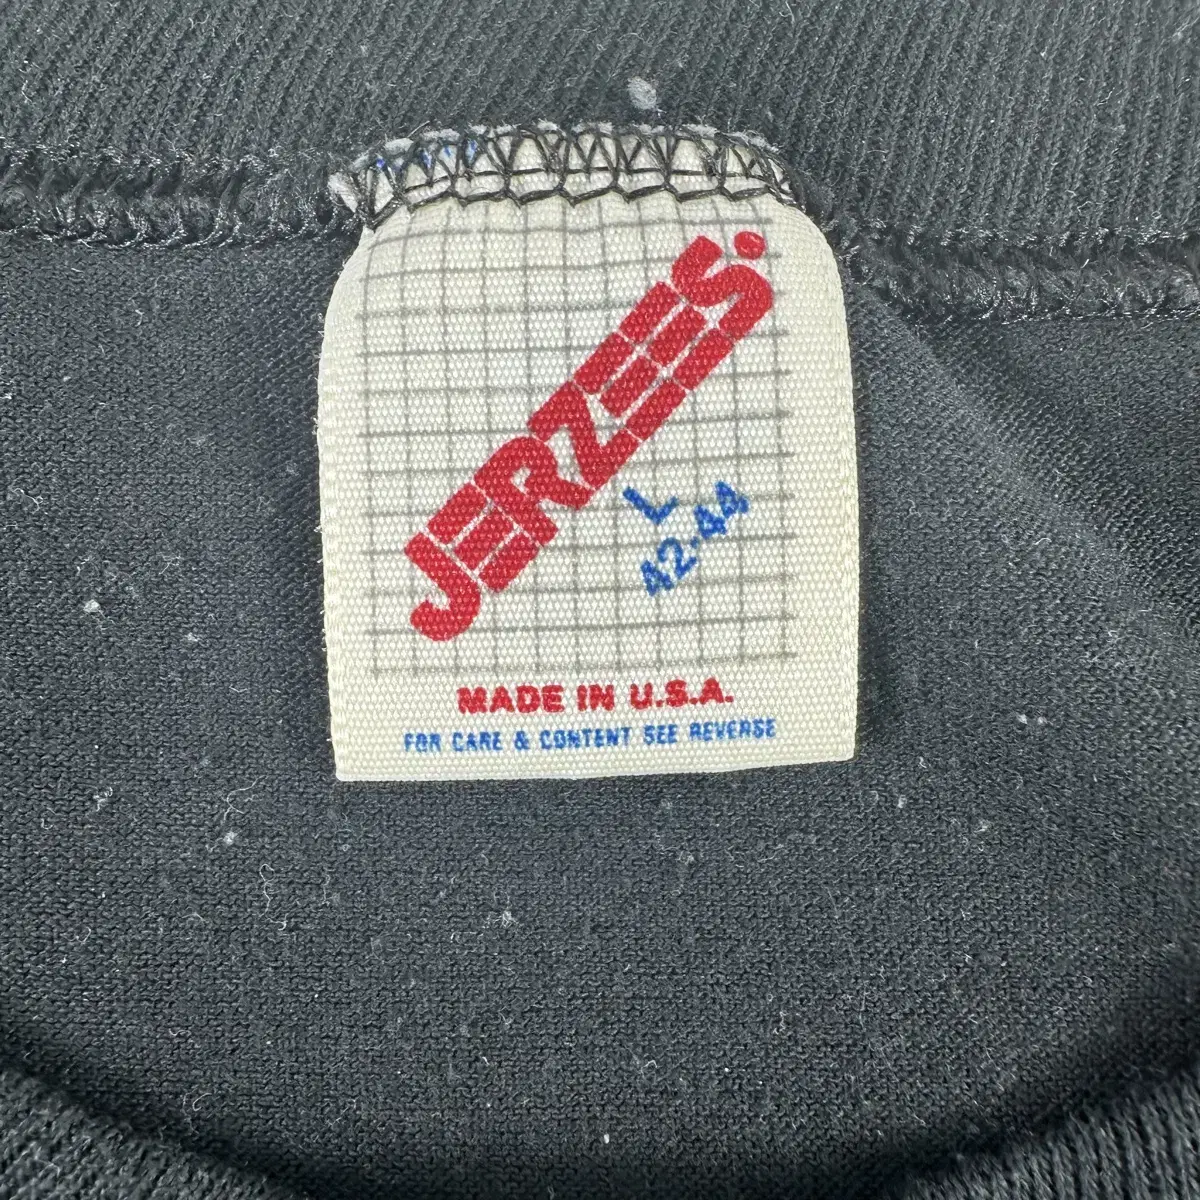 JERZEES.
L
42-44
MADE IN U.S.A.
FOR CARE & CONTENT SEE REVERSE